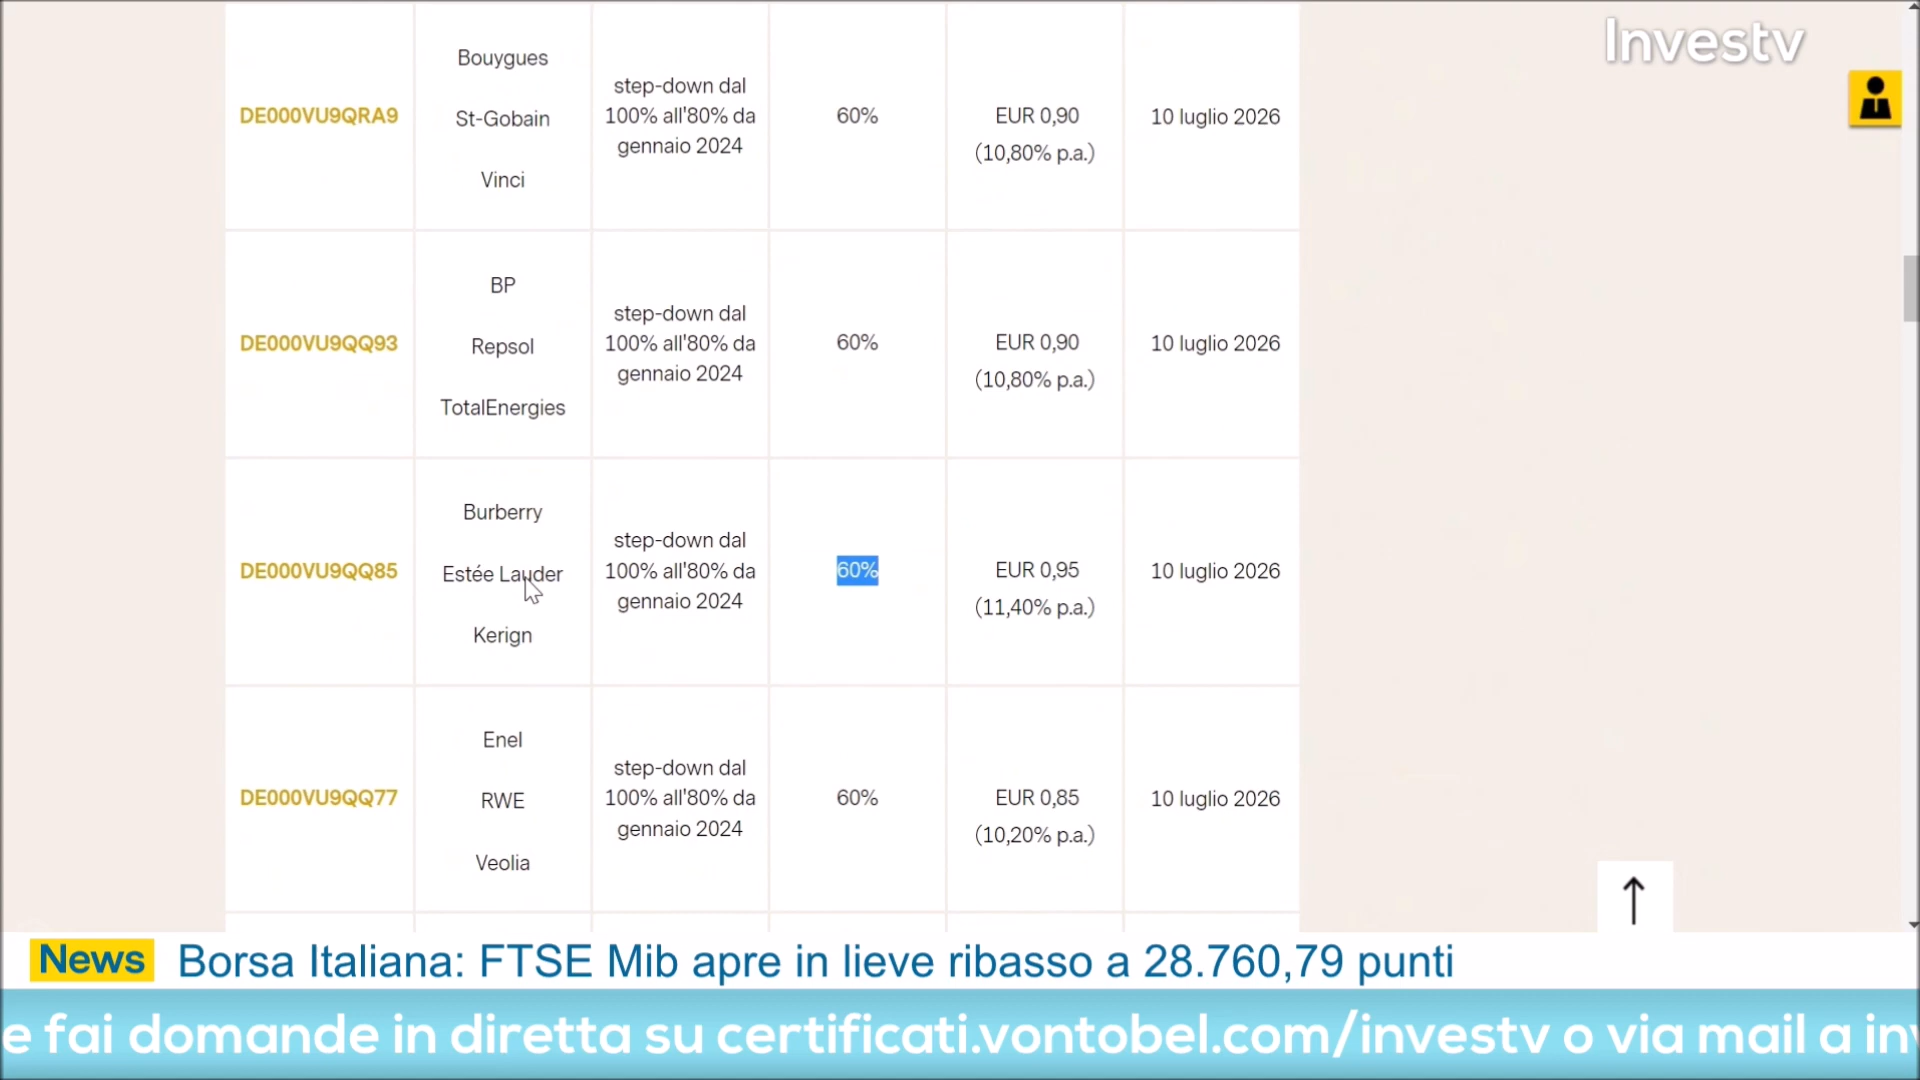 Investv
Bouygues
St-Gobain
Vinci
DE000VU9QRA9
step-down dal
100% all'80% da
gennaio 2024
60%
EUR 0,90
(10,80% p.a.)
10 luglio 2026
BP
Repsol
TotalEnergies
DE000VU9QQ93
step-down dal
100% all'80% da
gennaio 2024
60%
EUR 0,90
(10,80% p.a.)
10 luglio 2026
Burberry
Estée Lauder
Kerign
DE000VU9QQ85
step-down dal
100% all'80% da
gennaio 2024
60%
EUR 0,95
(11,40% p.a.)
10 luglio 2026
Enel
RWE
Veolia
DE000VU9QQ77
step-down dal
100% all'80% da
gennaio 2024
60%
EUR 0,85
(10,20% p.a.)
10 luglio 2026
News Borsa Italiana: FTSE Mib apre in lieve ribasso a 28.760,79 punti
e fai domande in diretta su certificati.vontobel.com/investv o via mail a inv